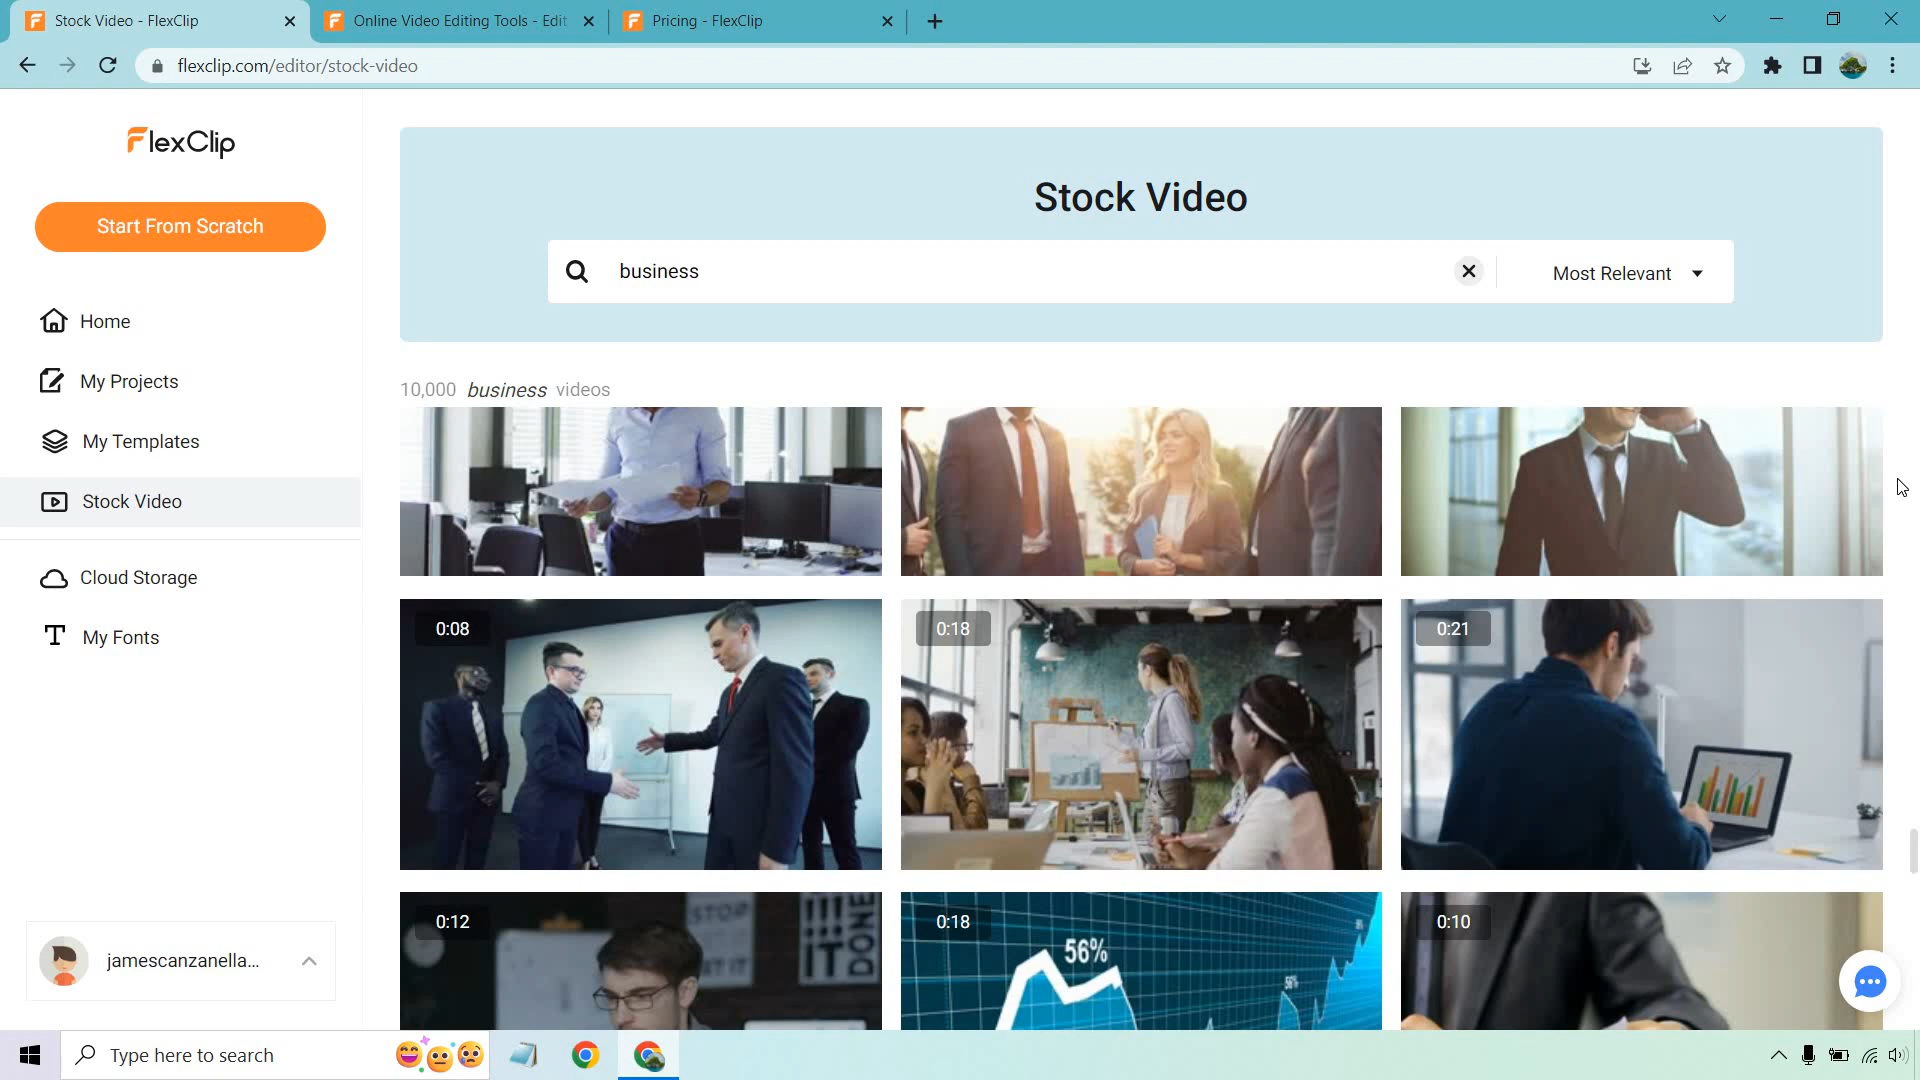 Stock Video - FlexClip
Online Video Editing Tools - Edit
Pricing - FlexClip
flexclip.com/editor/stock-video
FlexClip
Start From Scratch
Home
My Projects
My Templates
Stock Video
Cloud Storage
My Fonts
jamescanzanella...
Stock Video
business
Most Relevant
10,000 business videos
0:08
0:18
0:21
0:12
STOP
!!!
IT
DONE
0:18
56%
0:10
Type here to search